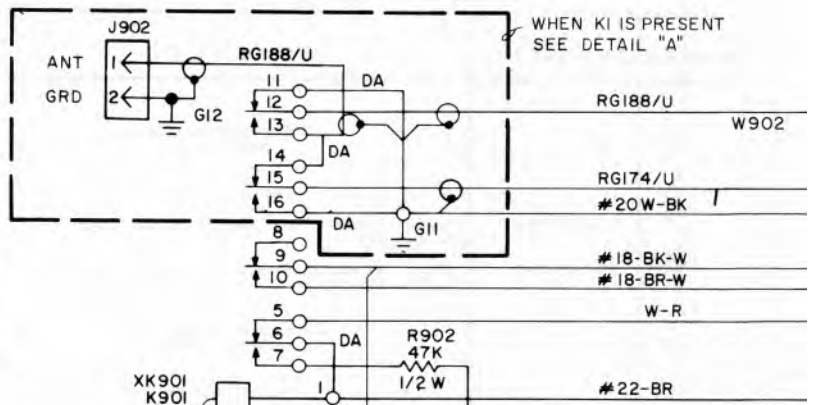 WHEN K1 IS PRESENT
SEE DETAIL "A"
J902
ANT 1
GRD 2
RG188/U
G12
11 DA
12 RG188/U
W902
13
14 DA
15 RG174/U
16 DA #20W-BK
G11
8
9 #18-BK-W
10 #18-BR-W
5 W-R
6 DA
7 R902
47K
1/2 W
XK901
K901
1 #22-BR